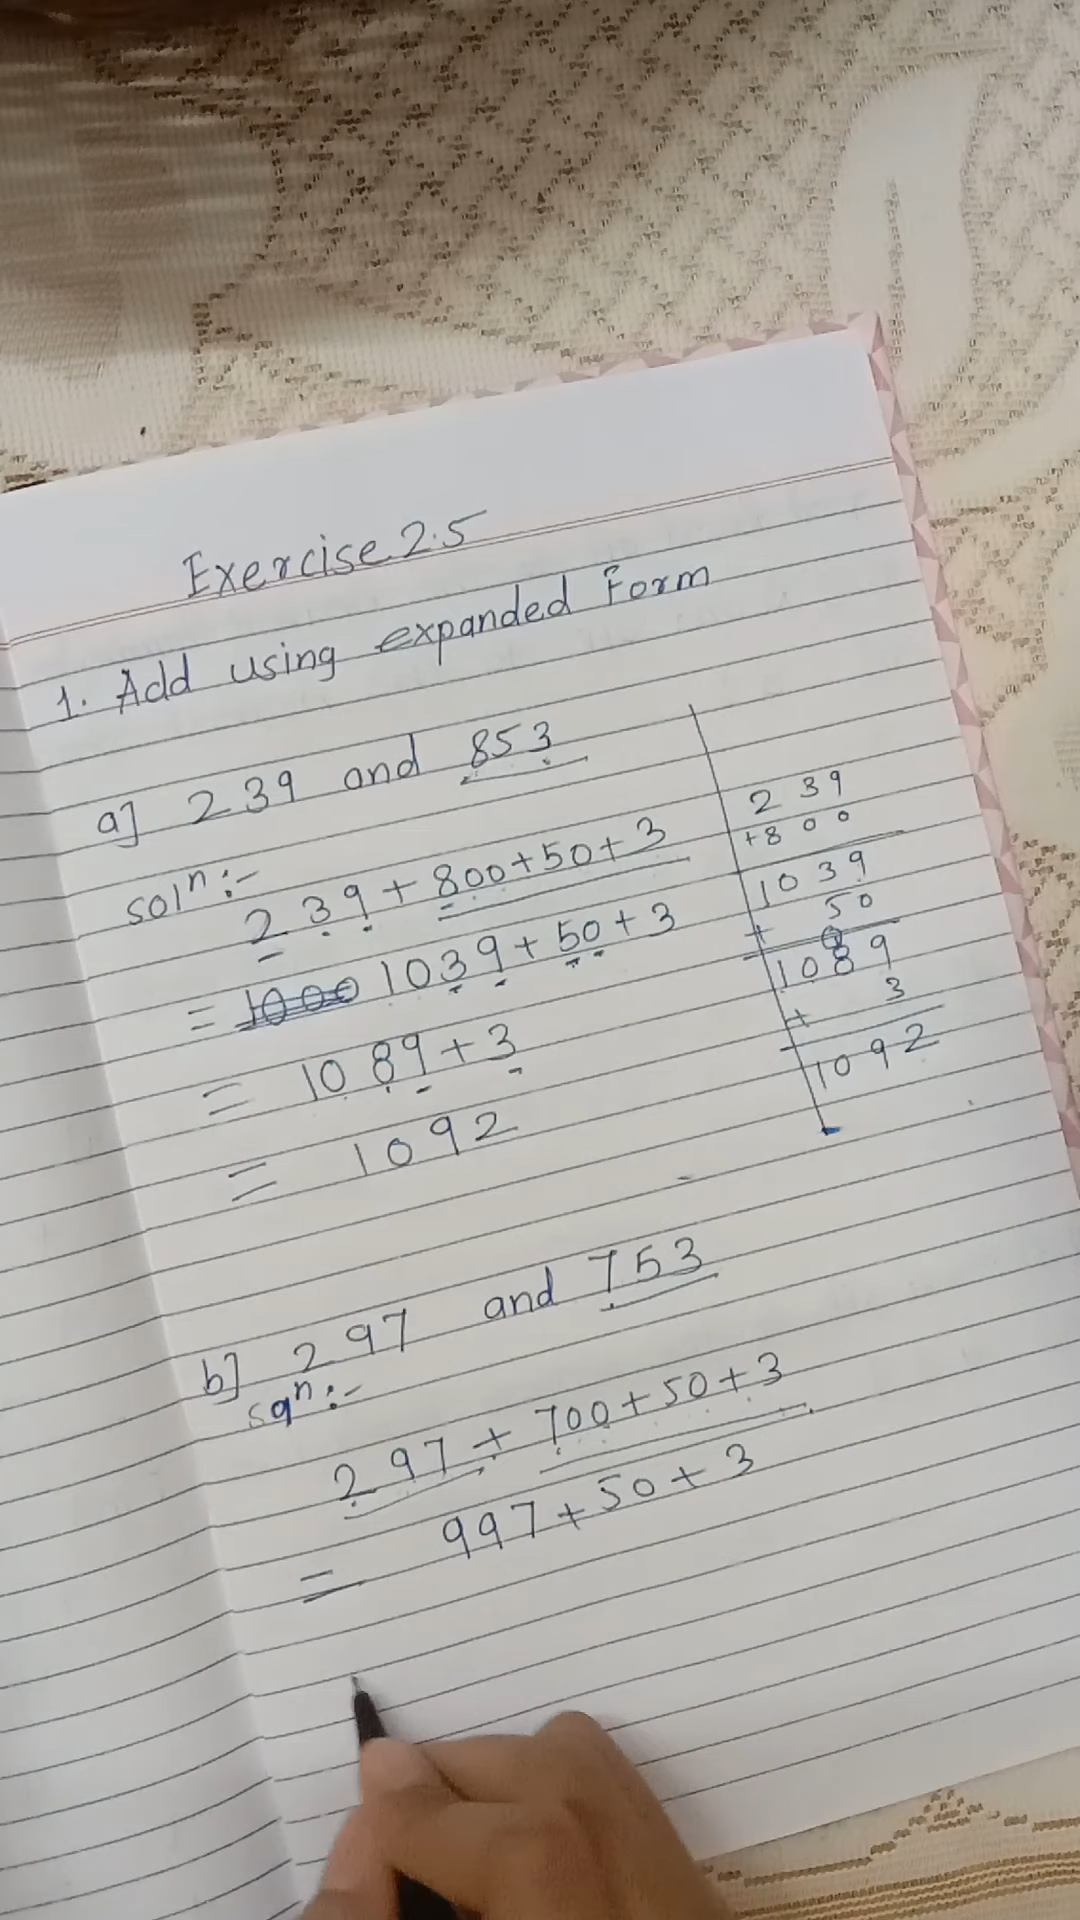 Exercise 2.5
1. Add using expanded Form
a] 239 and 853
solⁿ:-
239 + 800+50+3
= 1039 + 50 + 3
= 1089 + 3
= 1092
239
+800
1039
+ 50
1089
+ 3
1092
b] 297 and 753
solⁿ:-
297 + 700 + 50 + 3
= 997 + 50 + 3